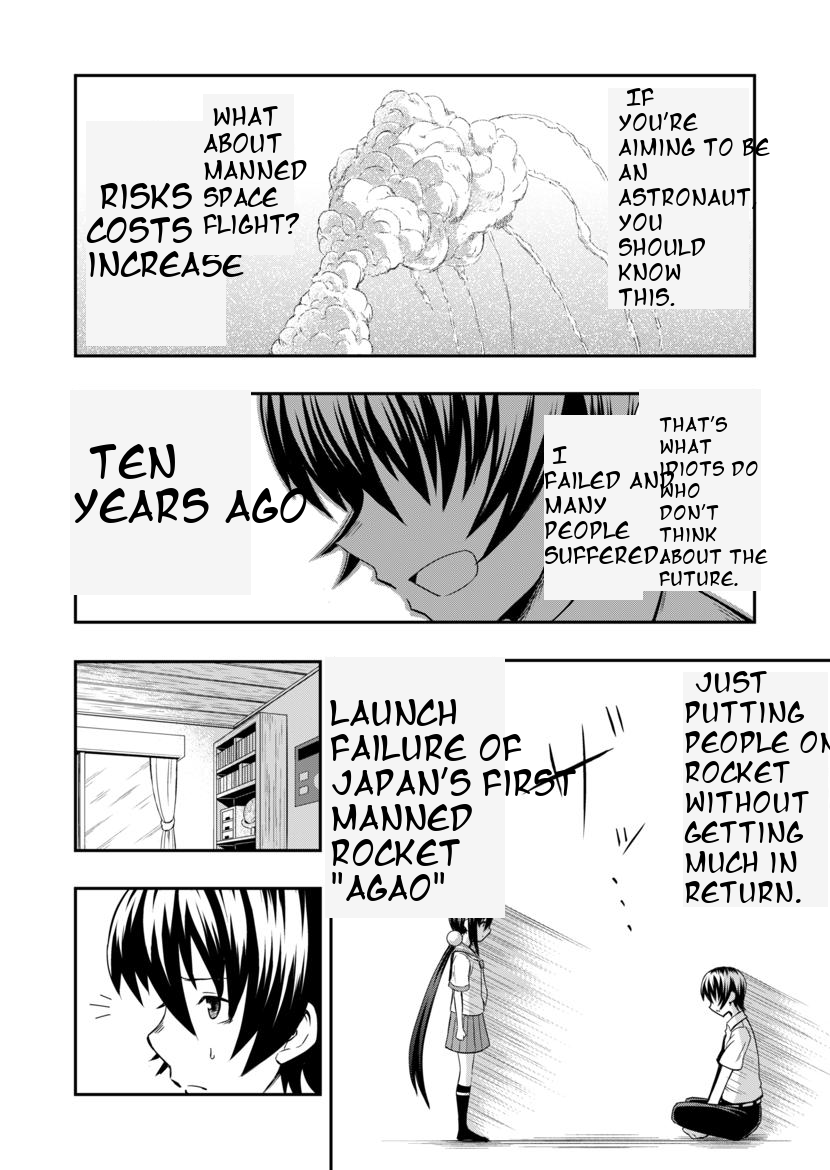 IF
YOU'RE
AIMING TO BE
AN
ASTRONAUT,
YOU
SHOULD
KNOW
THIS.
WHAT
ABOUT
MANNED
SPACE
FLIGHT?
RISKS
COSTS
INCREASE
THAT'S
WHAT
IDIOTS DO
WHO
DON'T
THINK
ABOUT THE
FUTURE.
I
FAILED AND
MANY
PEOPLE
SUFFERED
TEN
YEARS AGO
JUST
PUTTING
PEOPLE ON
ROCKET
WITHOUT
GETTING
MUCH IN
RETURN.
LAUNCH
FAILURE OF
JAPAN'S FIRST
MANNED
ROCKET
"AGAO"